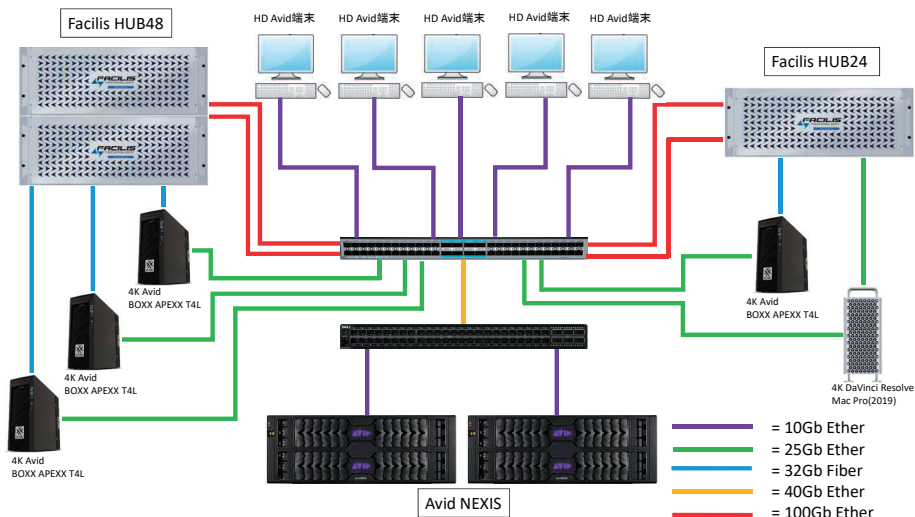 Facilis HUB48
HD Avid端末
HD Avid端末
HD Avid端末
HD Avid端末
HD Avid端末
Facilis HUB24
FACILIS
FACILIS
FACILIS
4K Avid
BOXX APEXX T4L
4K Avid
BOXX APEXX T4L
4K Avid
BOXX APEXX T4L
4K Avid
BOXX APEXX T4L
4K DaVinci Resolve
Mac Pro(2019)
DELL
Avid NEXIS
= 10Gb Ether
= 25Gb Ether
= 32Gb Fiber
= 40Gb Ether
= 100Gb Ether